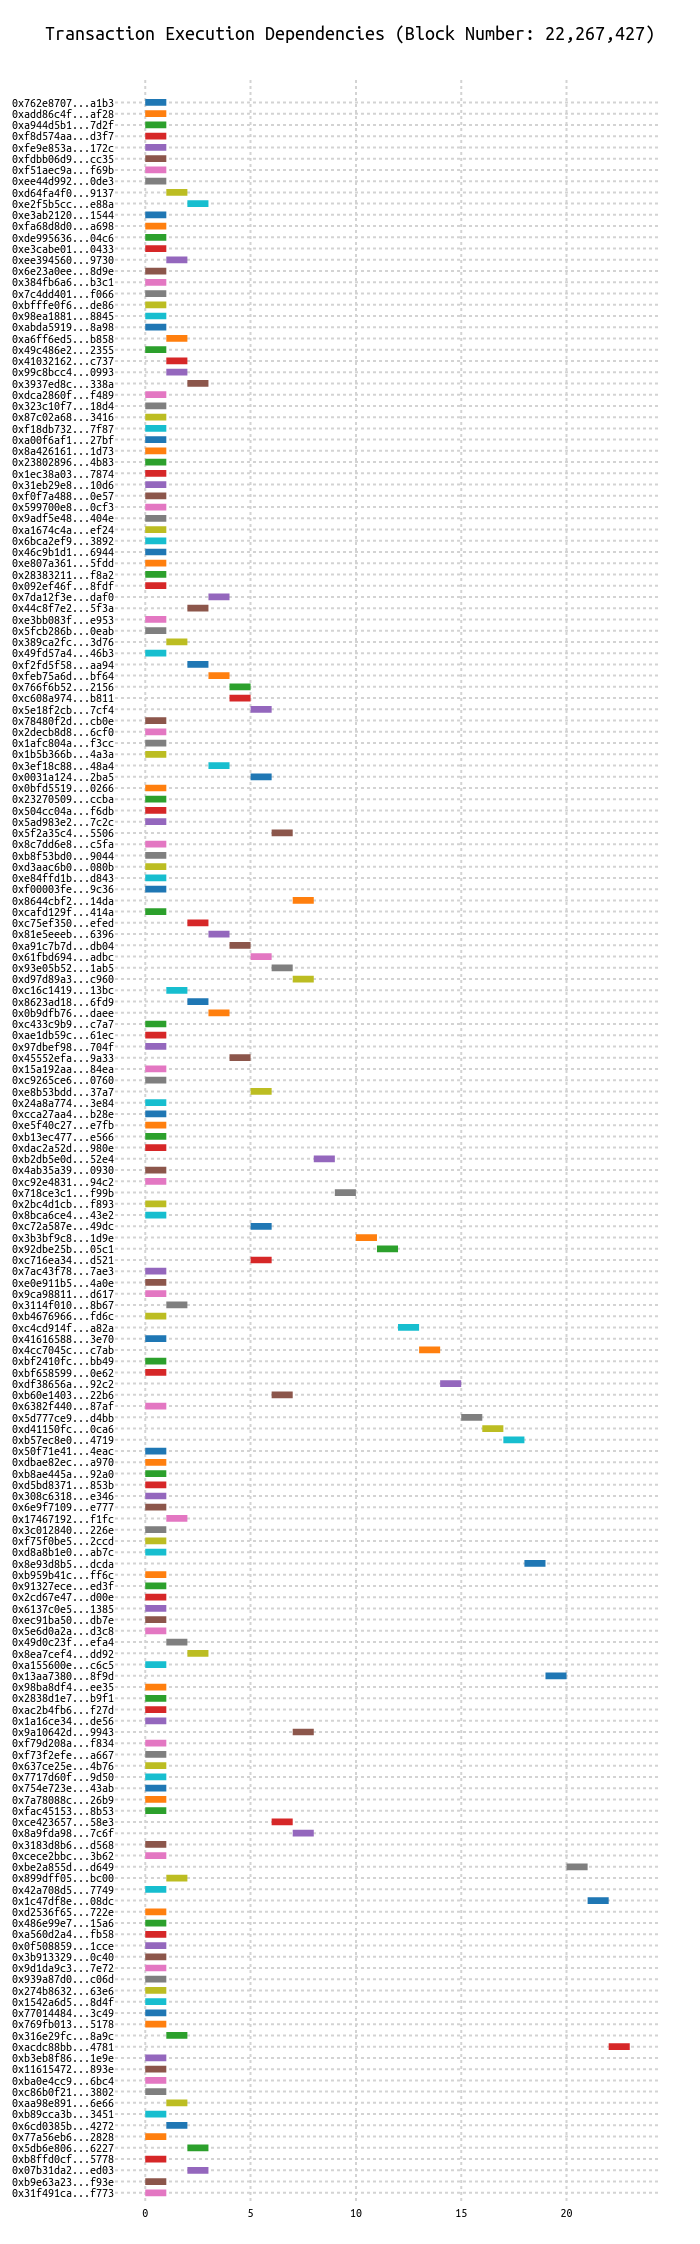 Transaction Execution Dependencies (Block Number: 22,267,427)
0x762e8707...a1b3
0xadd86c4f...af28
0xa944d5b1...7d2f
0xf8d574aa...d3f7
0xfe9e853a...172c
0xfdbb06d9...cc35
0xf51aec9a...f69b
0xee44d992...0de3
0xd64fa4f0...9137
0xe2f5b5cc...e88a
0xe3ab2120...1544
0xfa68d8d0...a698
0xde995636...04c6
0xe3cabe01...0433
0xee394560...9730
0x6e23a0ee...8d9e
0x384fb6a6...b3c1
0x7c4dd401...f066
0xbfffe0f6...de86
0x98ea1881...8845
0xabda5919...8a98
0xa6ff6ed5...b858
0x49c486e2...2355
0x41032162...c737
0x99c8bcc4...0993
0x3937ed8c...338a
0xdca2860f...f489
0x323c10f7...18d4
0x87c02a68...3416
0xf18db732...7f87
0xa00f6af1...27bf
0x8a426161...1d73
0x23802896...4b83
0x1ec38a03...7874
0x31eb29e8...10d6
0xf0f7a488...0e57
0x599700e8...0cf3
0x9adf5e48...404e
0xa1674c4a...ef24
0x6bca2ef9...3892
0x46c9b1d1...6944
0xe807a361...5fdd
0x28383211...f8a2
0x092ef46f...8fdf
0x7da12f3e...daf0
0x44c8f7e2...5f3a
0xe3bb083f...e953
0x5fcb286b...0eab
0x389ca2fc...3d76
0x49fd57a4...46b3
0xf2fd5f58...aa94
0xfeb75a6d...bf64
0x766f6b52...2156
0xc608a974...b811
0x5e18f2cb...7cf4
0x78480f2d...cb0e
0x2decb8d8...6cf0
0x1afc804a...f3cc
0x1b5b366b...4a3a
0x3ef18c88...48a4
0x0031a124...2ba5
0x0bfd5519...0266
0x23270509...ccba
0x504cc04a...f6db
0x5ad983e2...7c2c
0x5f2a35c4...5506
0x8c7dd6e8...c5fa
0xb8f53bd0...9044
0xd3aac6b0...080b
0xe84ffd1b...d843
0xf00003fe...9c36
0x8644cbf2...14da
0xcafd129f...414a
0xc75ef350...efed
0x81e5eeeb...6396
0xa91c7b7d...db04
0x61fbd694...adbc
0x93e05b52...1ab5
0xd97d89a3...c960
0xc16c1419...13bc
0x8623ad18...6fd9
0x0b9dfb76...daee
0xc433c9b9...c7a7
0xae1db59c...61ec
0x97dbef98...704f
0x45552efa...9a33
0x15a192aa...84ea
0xc9265ce6...0760
0xe8b53bdd...37a7
0x24a8a774...3e84
0xcca27aa4...b28e
0xe5f40c27...e7fb
0xb13ec477...e566
0xdac2a52d...980e
0xb2db5e0d...52e4
0x4ab35a39...0930
0xc92e4831...94c2
0x718ce3c1...f99b
0x2bc4d1cb...f893
0x8bca6ce4...43e2
0xc72a587e...49dc
0x3b3bf9c8...1d9e
0x92dbe25b...05c1
0xc716ea34...d521
0x7ac43f78...7ae3
0xe0e911b5...4a0e
0x9ca98811...d617
0x3114f010...8b67
0xb4676966...fd6c
0xc4cd914f...a82a
0x41616588...3e70
0x4cc7045c...c7ab
0xbf2410fc...bb49
0xbf658599...0e62
0xdf38656a...92c2
0xb60e1403...22b6
0x6382f440...87af
0x5d777ce9...d4bb
0xd41150fc...0ca6
0xb57ec8e0...4719
0x50f71e41...4eac
0xdbae82ec...a970
0xb8ae445a...92a0
0xd5bd8371...853b
0x308c6318...e346
0x6e9f7109...e777
0x17467192...f1fc
0x3c012840...226e
0xf75f0be5...2ccd
0xd8a8b1e0...ab7c
0x8e93d8b5...dcda
0xb959b41c...ff6c
0x91327ece...ed3f
0x2cd67e47...d00e
0x6137c0e5...1385
0xec91ba50...db7e
0x5e6d0a2a...d3c8
0x49d0c23f...efa4
0x8ea7cef4...dd92
0xa155600e...c6c5
0x13aa7380...8f9d
0x98ba8df4...ee35
0x2838d1e7...b9f1
0xac2b4fb6...f27d
0x1a16ce34...de56
0x9a10642d...9943
0xf79d208a...f834
0xf73f2efe...a667
0x637ce25e...4b76
0x7717d60f...9d50
0x754e723e...43ab
0x7a78088c...26b9
0xfac45153...8b53
0xce423657...58e3
0x8a9fda98...7c6f
0x3183d8b6...d568
0xcece2bbc...3b62
0xbe2a855d...d649
0x899dff05...bc00
0x42a708d5...7749
0x1c47df8e...08dc
0xd2536f65...722e
0x486e99e7...15a6
0xa560d2a4...fb58
0x0f508859...1cce
0x3b913329...0c40
0x9d1da9c3...7e72
0x939a87d0...c06d
0x274b8632...63e6
0x1542a6d5...8d4f
0x77014484...3c49
0x769fb013...5178
0x316e29fc...8a9c
0xacdc88bb...4781
0xb3eb8f86...1e9e
0x11615472...893e
0xba0e4cc9...6bc4
0xc86b0f21...3802
0xaa98e891...6e66
0xb89cca3b...3451
0x6cd0385b...4272
0x77a56eb6...2828
0x5db6e806...6227
0xb8ffd0cf...5778
0x07b31da2...ed03
0xb9e63a23...f93e
0x31f491ca...f773
0 5 10 15 20